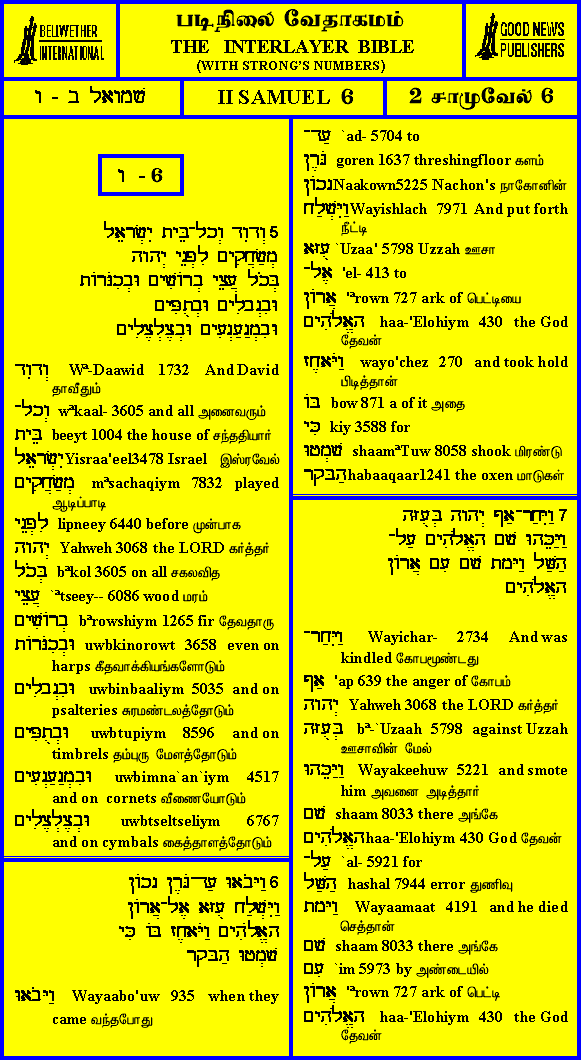 BELLWETHER
INTERNATIONAL
படிநிலை வேதாகமம்
THE INTERLAYER BIBLE
(WITH STRONG'S NUMBERS)
GOOD NEWS
PUBLISHERS
שמואל ב - ו
II SAMUEL 6
2 சாமுவேல் 6
ו - 6
5 וְדָוִד וְכָל־בֵּית יִשְׂרָאֵל
מְשַׂחֲקִים לִפְנֵי יְהוָה
בְּכֹל עֲצֵי בְרוֹשִׁים וּבְכִנֹּרוֹת
וּבִנְבָלִים וּבְתֻפִּים
וּבִמְנַעַנְעִים וּבְצֶלְצֶלִים
וְדָוִד Wª-Daawid 1732 And David
தாவீதும்
וְכָל־ wªkaal- 3605 and all அனைவரும்
בֵּית beeyt 1004 the house of சந்ததியார்
יִשְׂרָאֵל Yisraa'eel3478 Israel இஸ்ரவேல்
מְשַׂחֲקִים mªsachaqiym 7832 played
ஆடிப்பாடி
לִפְנֵי lipneey 6440 before முன்பாக
יְהוָה Yahweh 3068 the LORD கர்த்தர்
בְּכֹל bªkol 3605 on all சகலவித
עֲצֵי `ªtseey-- 6086 wood மரம்
בְרוֹשִׁים bªrowshiym 1265 fir தேவதாரு
וּבְכִנֹּרוֹת uwbkinorowt 3658 even on
harps கீதவாக்கியங்களோடும்
וּבִנְבָלִים uwbinbaaliym 5035 and on
psalteries சுரமண்டலத்தோடும்
וּבְתֻפִּים uwbtupiym 8596 and on
timbrels தம்புரு மேளத்தோடும்
וּבִמְנַעַנְעִים uwbimna`an`iym 4517
and on cornets வீணையோடும்
וּבְצֶלְצֶלִים uwbtseltseliym 6767
and on cymbals கைத்தாளத்தோடும்
6 וַיָּבֹאוּ עַד־גֹּרֶן נָכוֹן
וַיִּשְׁלַח עֻזָּא אֶל־אֲרוֹן
הָאֱלֹהִים וַיֹּאחֶז בּוֹ כִּי
שָׁמְטוּ הַבָּקָר
וַיָּבֹאוּ Wayaabo'uw 935 when they
came வந்தபோது
עַד־ `ad- 5704 to
גֹּרֶן goren 1637 threshingfloor களம்
נָכוֹן Naakown5225 Nachon's நாகோனின்
וַיִּשְׁלַח Wayishlach 7971 And put forth
நீட்டி
עֻזָּא `Uzaa' 5798 Uzzah ஊசா
אֶל־ 'el- 413 to
אֲרוֹן 'ªrown 727 ark of பெட்டியை
הָאֱלֹהִים haa-'Elohiym 430 the God
தேவன்
וַיֹּאחֶז wayo'chez 270 and took hold
பிடித்தான்
בּוֹ bow 871 a of it அதை
כִּי kiy 3588 for
שָׁמְטוּ shaamªTuw 8058 shook மிரண்டு
הַבָּקָר habaaqaar1241 the oxen மாடுகள்
7 וַיִּחַר־אַף יְהוָה בְּעֻזָּה
וַיַּכֵּהוּ שָׁם הָאֱלֹהִים עַל־
הַשַּׁל וַיָּמָת שָׁם עִם אֲרוֹן
הָאֱלֹהִים
וַיִּחַר־ Wayichar- 2734 And was
kindled கோபமூண்டது
אַף 'ap 639 the anger of கோபம்
יְהוָה Yahweh 3068 the LORD கர்த்தர்
בְּעֻזָּה bª-`Uzaah 5798 against Uzzah
ஊசாவின் மேல்
וַיַּכֵּהוּ Wayakeehuw 5221 and smote
him அவனை அடித்தார்
שָׁם shaam 8033 there அங்கே
הָאֱלֹהִים haa-'Elohiym 430 God தேவன்
עַל־ `al- 5921 for
הַשַּׁל hashal 7944 error துணிவு
וַיָּמָת Wayaamaat 4191 and he died
செத்தான்
שָׁם shaam 8033 there அங்கே
עִם `im 5973 by அண்டையில்
אֲרוֹן 'ªrown 727 ark of பெட்டி
הָאֱלֹהִים haa-'Elohiym 430 the God
தேவன்